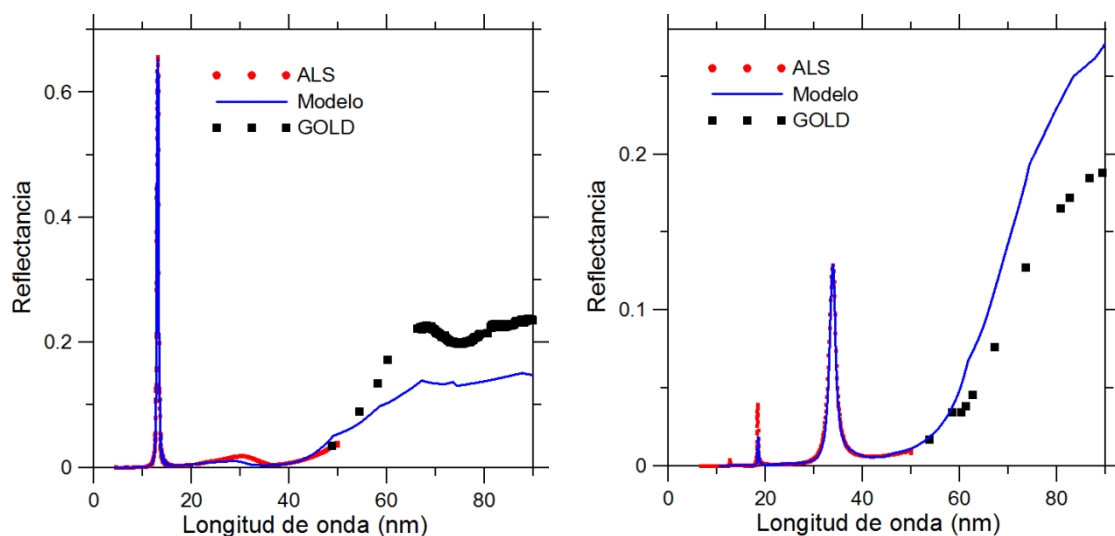 ALS
Modelo
GOLD
Reflectancia
0.6
0.4
0.2
0
0 20 40 60 80
Longitud de onda (nm)
ALS
Modelo
GOLD
Reflectancia
0.2
0.1
0
0 20 40 60 80
Longitud de onda (nm)